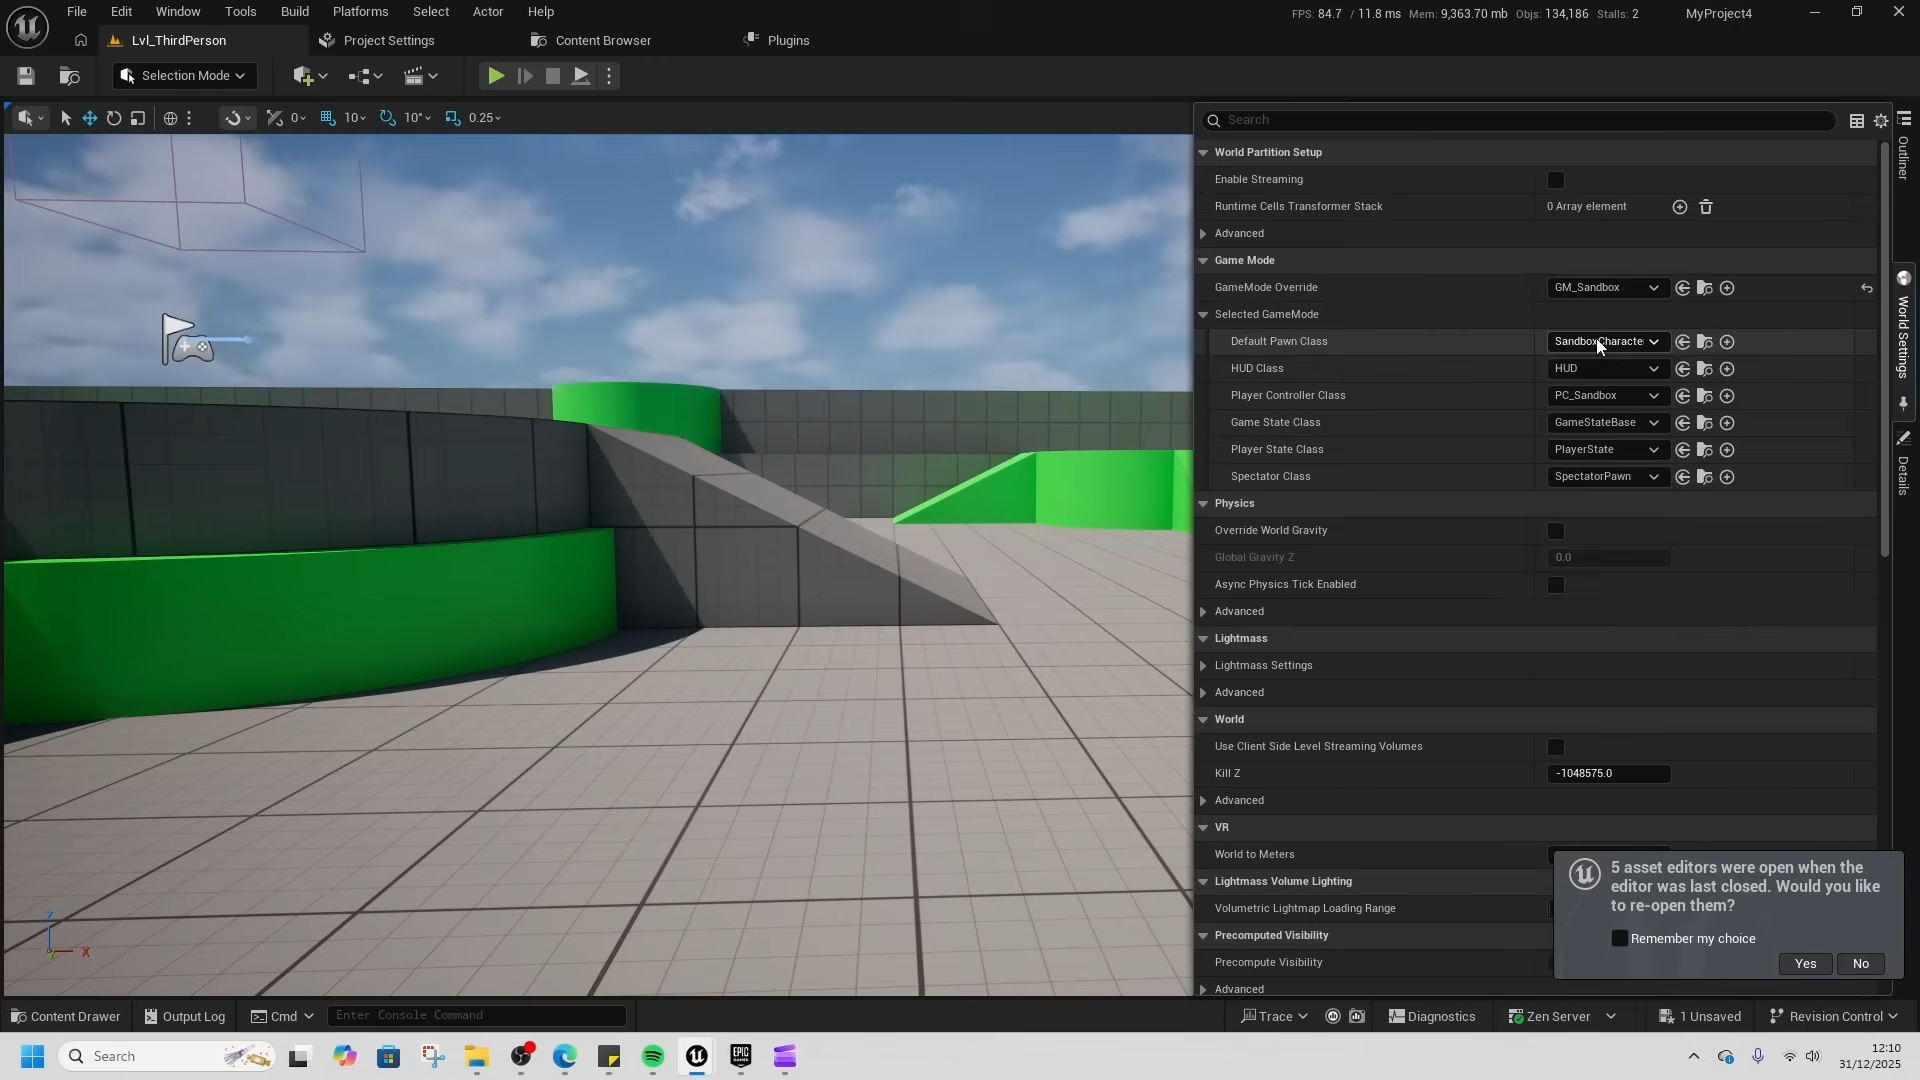 File Edit Window Tools Build Platforms Select Actor Help
FPS: 84.7 / 11.8 ms Mem: 9,363.70 mb Objs: 134,186 Stalls: 2 MyProject4
Lvl_ThirdPerson Project Settings Content Browser Plugins
Selection Mode
0 10 10° 0.25
Search
World Partition Setup
Enable Streaming
Runtime Cells Transformer Stack 0 Array element
Advanced
Game Mode
GameMode Override GM_Sandbox
Selected GameMode
Default Pawn Class SandboxCharacte
HUD Class HUD
Player Controller Class PC_Sandbox
Game State Class GameStateBase
Player State Class PlayerState
Spectator Class SpectatorPawn
Physics
Override World Gravity
Global Gravity Z 0.0
Async Physics Tick Enabled
Advanced
Lightmass
Lightmass Settings
Advanced
World
Use Client Side Level Streaming Volumes
Kill Z -1048575.0
Advanced
VR
World to Meters
Lightmass Volume Lighting
Volumetric Lightmap Loading Range
Precomputed Visibility
Precompute Visibility
Advanced
Outliner
World Settings
Details
5 asset editors were open when the
editor was last closed. Would you like
to re-open them?
Remember my choice
Yes No
Z
X
Content Drawer Output Log Cmd Enter Console Command Trace Diagnostics Zen Server 1 Unsaved Revision Control
Search
EPIC
GAMES
12:10
31/12/2025